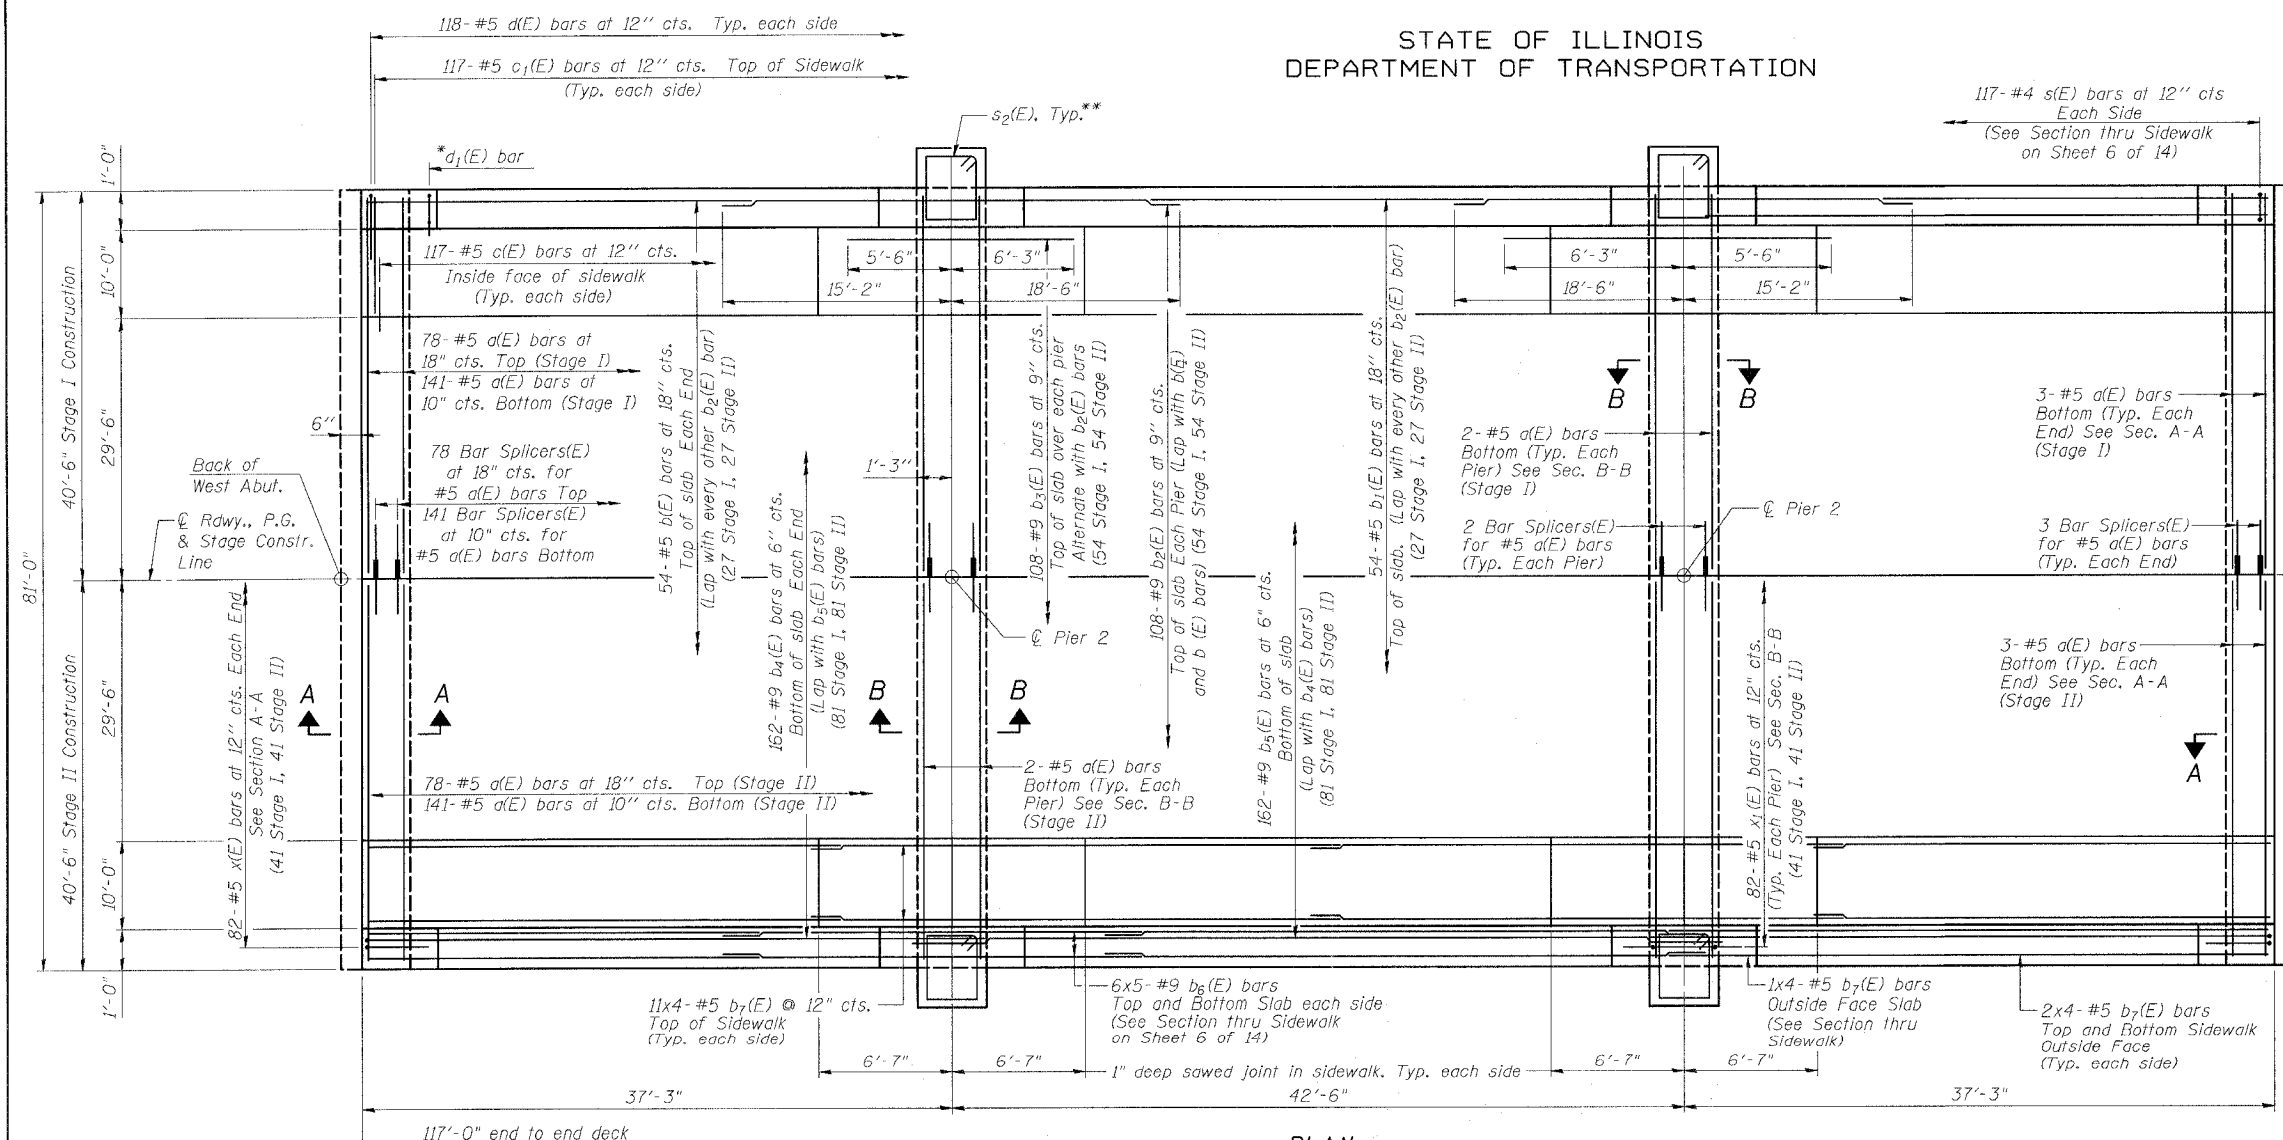 118-#5 d(E) bars at 12'' cts. Typ. each side
117-#5 c₁(E) bars at 12'' cts. Top of Sidewalk
(Typ. each side)
STATE OF ILLINOIS
DEPARTMENT OF TRANSPORTATION
s₂(E), Typ.**
117-#4 s(E) bars at 12'' cts
Each Side
(See Section thru Sidewalk
on Sheet 6 of 14)
*d₁(E) bar
1'-0"
10'-0"
29'-6"
40'-6" Stage I Construction
81'-0"
117-#5 c(E) bars at 12'' cts.
Inside face of sidewalk
(Typ. each side)
5'-6"
6'-3"
15'-2"
18'-6"
6'-3"
5'-6"
18'-6"
15'-2"
78-#5 a(E) bars at
18" cts. Top (Stage I)
141-#5 a(E) bars at
10" cts. Bottom (Stage I)
6''
78 Bar Splicers(E)
at 18" cts. for
#5 a(E) bars Top
141 Bar Splicers(E)
at 10" cts. for
#5 a(E) bars Bottom
Back of
West Abut.
℄ Rdwy., P.G.
& Stage Constr.
Line
54-#5 b(E) bars at 18" cts.
Top of slab Each End
(Lap with every other b₂(E) bar)
(27 Stage I, 27 Stage II)
162-#9 b₄(E) bars at 6" cts.
Bottom of slab Each End
(Lap with b₅(E) bars)
(81 Stage I, 81 Stage II)
1'-3''
108-#9 b₃(E) bars at 9" cts.
Top of slab over each pier
Alternate with b₂(E) bars
(54 Stage I, 54 Stage II)
108-#9 b₂(E) bars at 9" cts.
Top of slab Each Pier (Lap with b(E)
and b (E) bars) (54 Stage I, 54 Stage II)
54-#5 b₁(E) bars at 18" cts.
Top of slab. (Lap with every other b₂(E) bar)
(27 Stage I, 27 Stage II)
162-#9 b₅(E) bars at 6" cts.
Bottom of slab
(Lap with b₄(E) bars)
(81 Stage I, 81 Stage II)
B
B
2-#5 a(E) bars
Bottom (Typ. Each
Pier) See Sec. B-B
(Stage I)
2 Bar Splicers(E)
for #5 a(E) bars
(Typ. Each Pier)
℄ Pier 2
℄ Pier 2
3-#5 a(E) bars
Bottom (Typ. Each
End) See Sec. A-A
(Stage I)
3 Bar Splicers(E)
for #5 a(E) bars
(Typ. Each End)
3-#5 a(E) bars
Bottom (Typ. Each
End) See Sec. A-A
(Stage II)
82-#5 x₁(E) bars at 12" cts.
(Typ. Each Pier) See Sec. B-B
(41 Stage I, 41 Stage II)
40'-6" Stage II Construction
29'-6"
10'-0"
1'-0"
82-#5 x(E) bars at 12'' cts. Each End
See Section A-A
(41 Stage I, 41 Stage II)
A
A
B
B
A
78-#5 a(E) bars at 18'' cts. Top (Stage II)
141-#5 a(E) bars at 10'' cts. Bottom (Stage II)
2-#5 a(E) bars
Bottom (Typ. Each
Pier) See Sec. B-B
(Stage II)
11x4-#5 b₇(E) @ 12" cts.
Top of Sidewalk
(Typ. each side)
6x5-#9 b₆(E) bars
Top and Bottom Slab each side
(See Section thru Sidewalk
on Sheet 6 of 14)
1x4-#5 b₇(E) bars
Outside Face Slab
(See Section thru
Sidewalk)
2x4-#5 b₇(E) bars
Top and Bottom Sidewalk
Outside Face
(Typ. each side)
6'-7"
6'-7"
1" deep sawed joint in sidewalk. Typ. each side
6'-7"
6'-7"
37'-3"
42'-6"
37'-3"
117'-0" end to end deck
PLAN